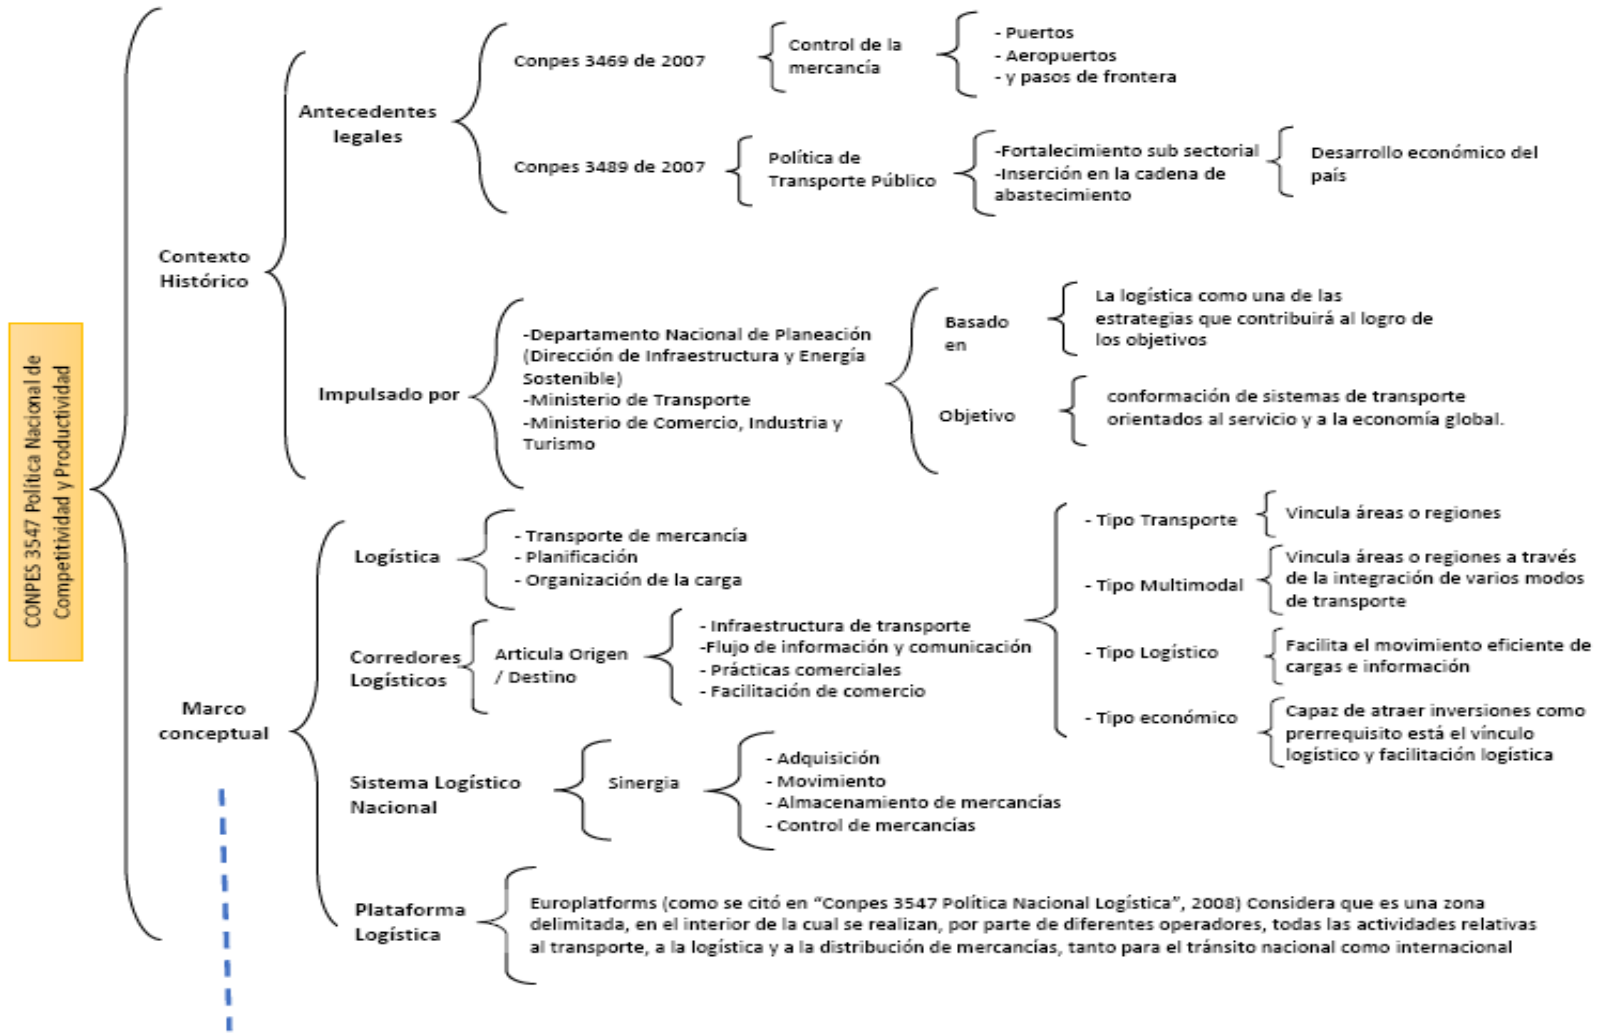 CONPES 3547 Política Nacional de
Competitividad y Productividad
Contexto
Histórico
Antecedentes
legales
Conpes 3469 de 2007
Control de la
mercancía
- Puertos
- Aeropuertos
- y pasos de frontera
Conpes 3489 de 2007
Política de
Transporte Público
-Fortalecimiento sub sectorial
-Inserción en la cadena de
abastecimiento
Desarrollo económico del
país
Impulsado por
-Departamento Nacional de Planeación
(Dirección de Infraestructura y Energía
Sostenible)
-Ministerio de Transporte
-Ministerio de Comercio, Industria y
Turismo
Basado
en
La logística como una de las
estrategias que contribuirá al logro de
los objetivos
Objetivo
conformación de sistemas de transporte
orientados al servicio y a la economía global.
Marco
conceptual
Logística
- Transporte de mercancía
- Planificación
- Organización de la carga
Corredores
Logísticos
Articula Origen
/ Destino
- Infraestructura de transporte
-Flujo de información y comunicación
- Prácticas comerciales
- Facilitación de comercio
- Tipo Transporte
Vincula áreas o regiones
- Tipo Multimodal
Vincula áreas o regiones a través
de la integración de varios modos
de transporte
- Tipo Logístico
Facilita el movimiento eficiente de
cargas e información
- Tipo económico
Capaz de atraer inversiones como
prerrequisito está el vínculo
logístico y facilitación logística
Sistema Logístico
Nacional
Sinergia
- Adquisición
- Movimiento
- Almacenamiento de mercancías
- Control de mercancías
Plataforma
Logística
Europlatforms (como se citó en “Conpes 3547 Política Nacional Logística”, 2008) Considera que es una zona
delimitada, en el interior de la cual se realizan, por parte de diferentes operadores, todas las actividades relativas
al transporte, a la logística y a la distribución de mercancías, tanto para el tránsito nacional como internacional